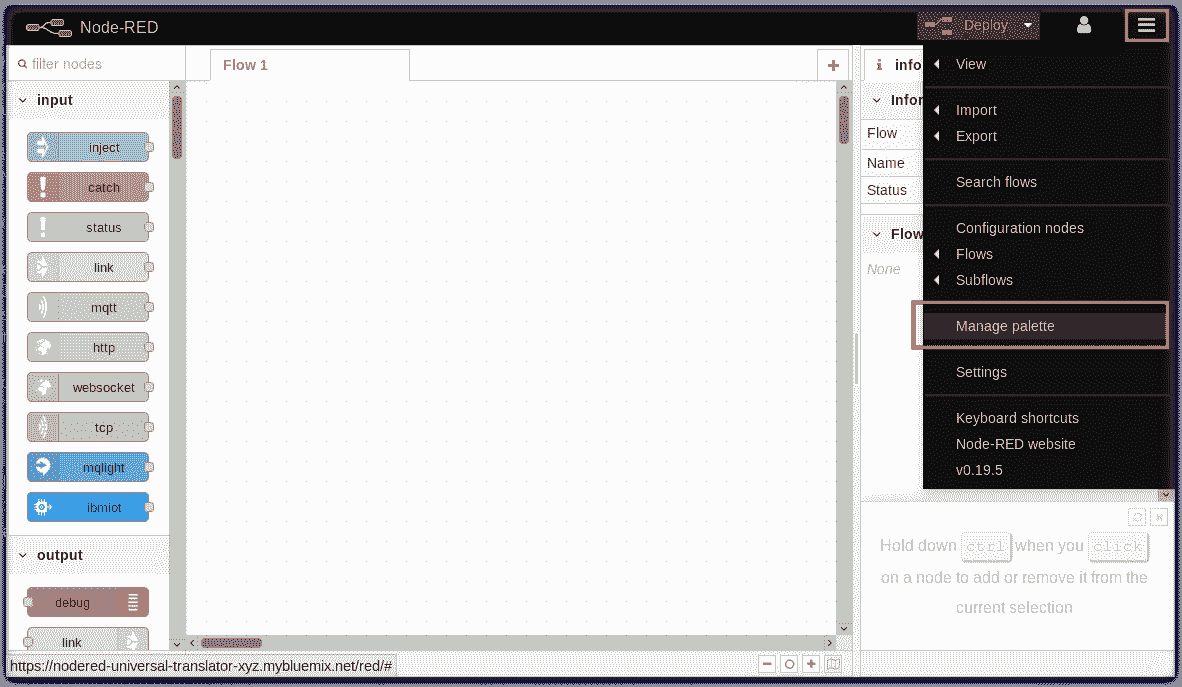 Node-RED
Deploy
filter nodes
Flow 1
info
input
inject
catch
status
link
mqtt
http
websocket
tcp
mqlight
ibmiot
output
debug
link
Flow
Name
Status
None
View
Import
Export
Search flows
Configuration nodes
Flows
Subflows
Manage palette
Settings
Keyboard shortcuts
Node-RED website
v0.19.5
Hold down ctrl when you click
on a node to add or remove it from the
current selection
https://nodered-universal-translator-xyz.mybluemix.net/red/#